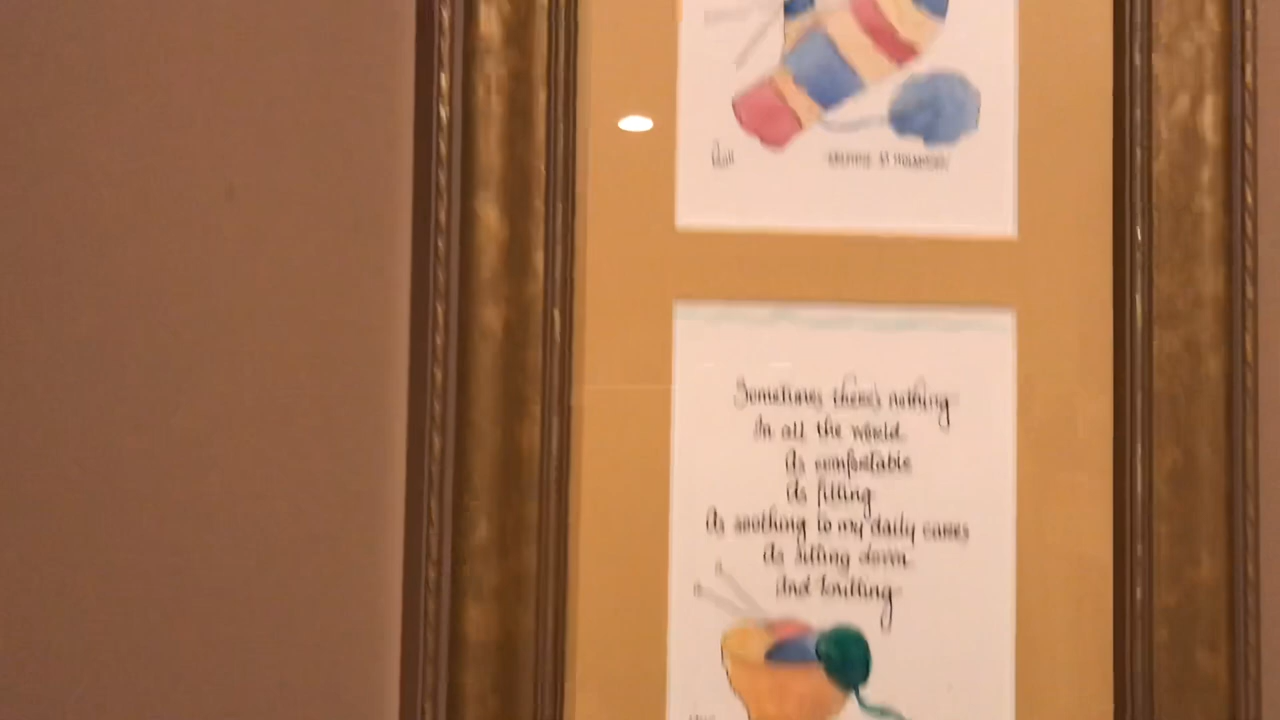 Sometimes there's nothing
In all the world
As comfortable
As fitting
As soothing to my daily cares
As sitting down
And knitting